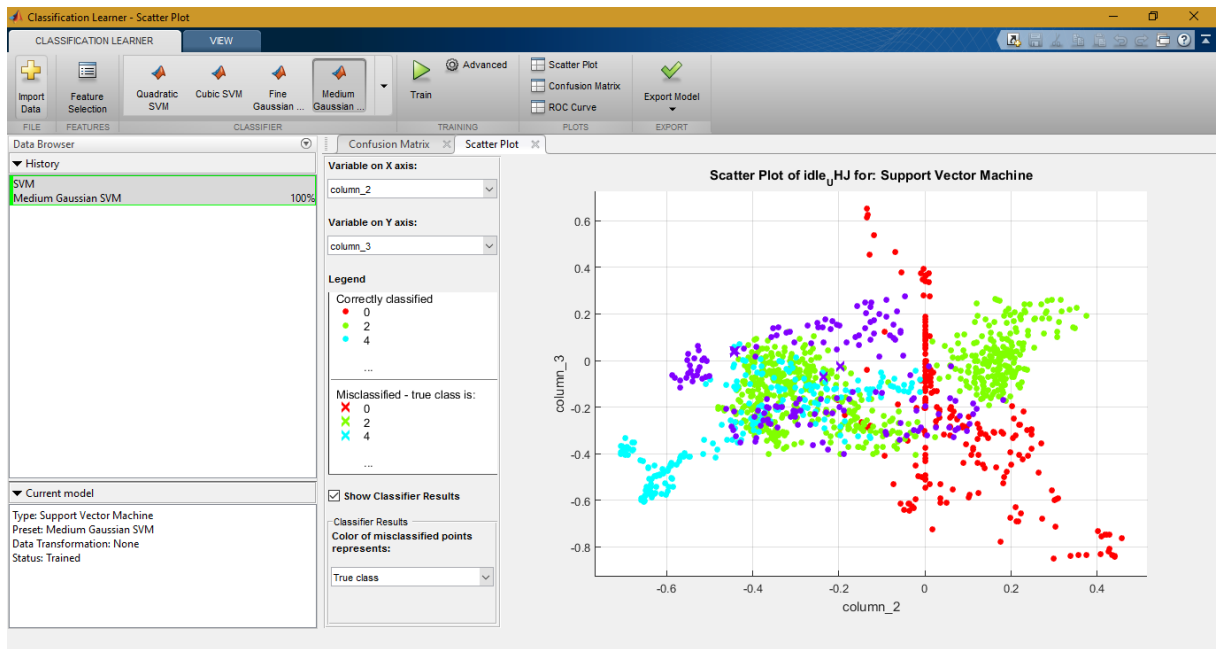 Classification Learner - Scatter Plot
CLASSIFICATION LEARNER
VIEW
Import
Data
Feature
Selection
Quadratic
SVM
Cubic SVM
Fine
Gaussian ...
Medium
Gaussian ...
Train
Advanced
Scatter Plot
Confusion Matrix
ROC Curve
Export Model
FILE
FEATURES
CLASSIFIER
TRAINING
PLOTS
EXPORT
Data Browser
History
SVM
Medium Gaussian SVM 100%
Current model
Type: Support Vector Machine
Preset: Medium Gaussian SVM
Data Transformation: None
Status: Trained
Confusion Matrix
Scatter Plot
Variable on X axis:
column_2
Variable on Y axis:
column_3
Legend
Correctly classified
0
2
4
...
Misclassified - true class is:
0
2
4
...
Show Classifier Results
Classifier Results
Color of misclassified points
represents:
True class
Scatter Plot of idle_UHJ for: Support Vector Machine
0.6
0.4
0.2
0
-0.2
-0.4
-0.6
-0.8
column_3
-0.6 -0.4 -0.2 0 0.2 0.4
column_2